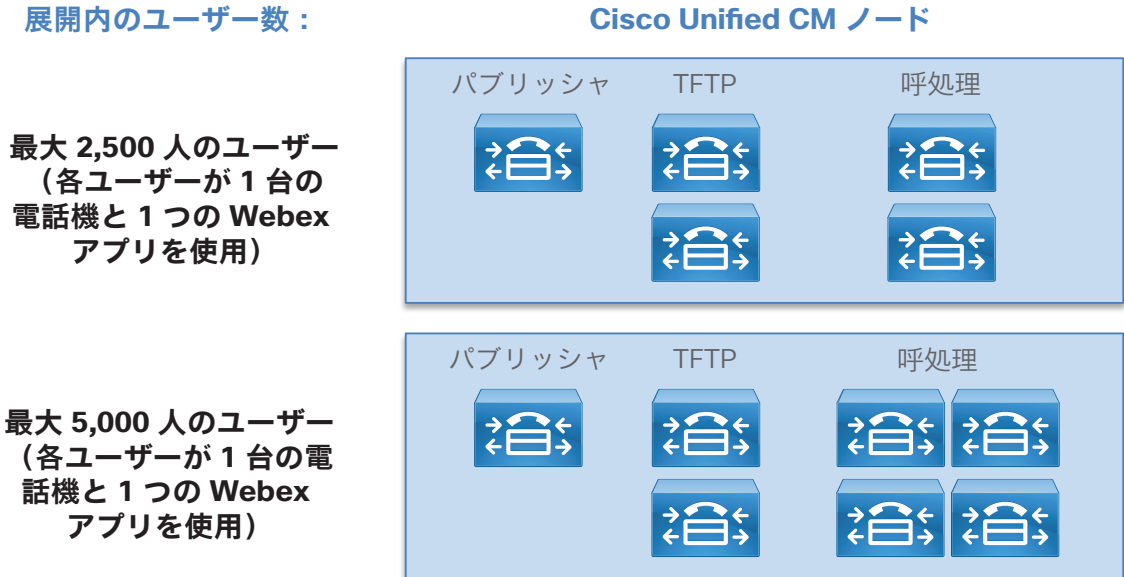 展開内のユーザー数：
Cisco Unified CM ノード
パブリッシャ TFTP 呼処理
最大 2,500 人のユーザー
（各ユーザーが 1 台の
電話機と 1 つの Webex
アプリを使用）
パブリッシャ TFTP 呼処理
最大 5,000 人のユーザー
（各ユーザーが 1 台の電
話機と 1 つの Webex
アプリを使用）